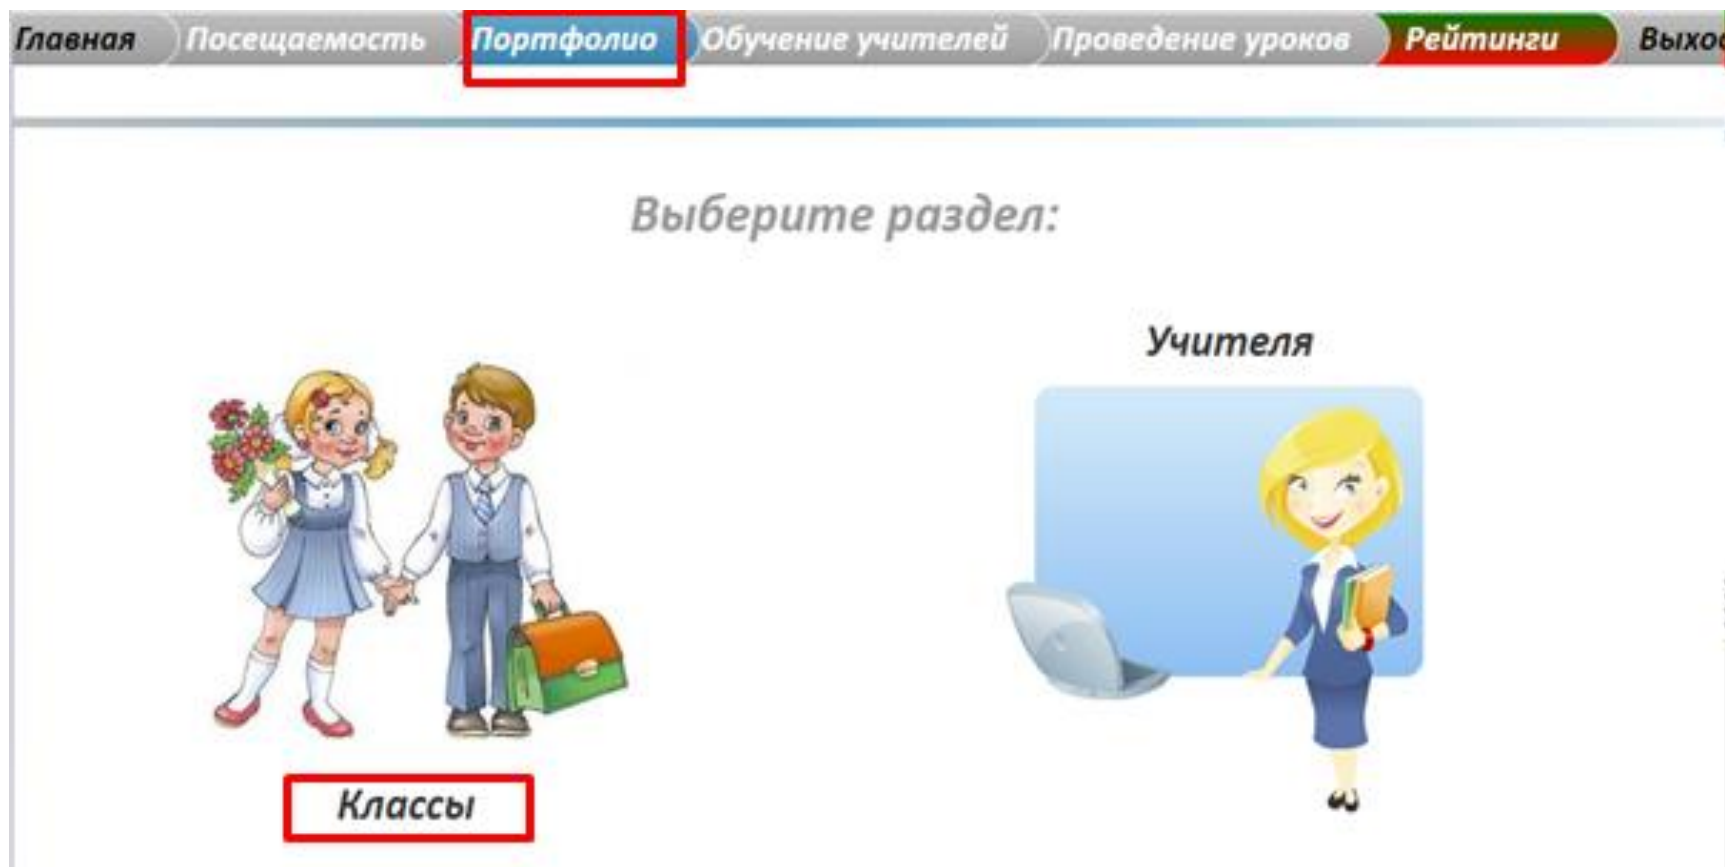 Главная Посещаемость Портфолио Обучение учителей Проведение уроков Рейтинги
Выберите раздел:
Учителя
Классы